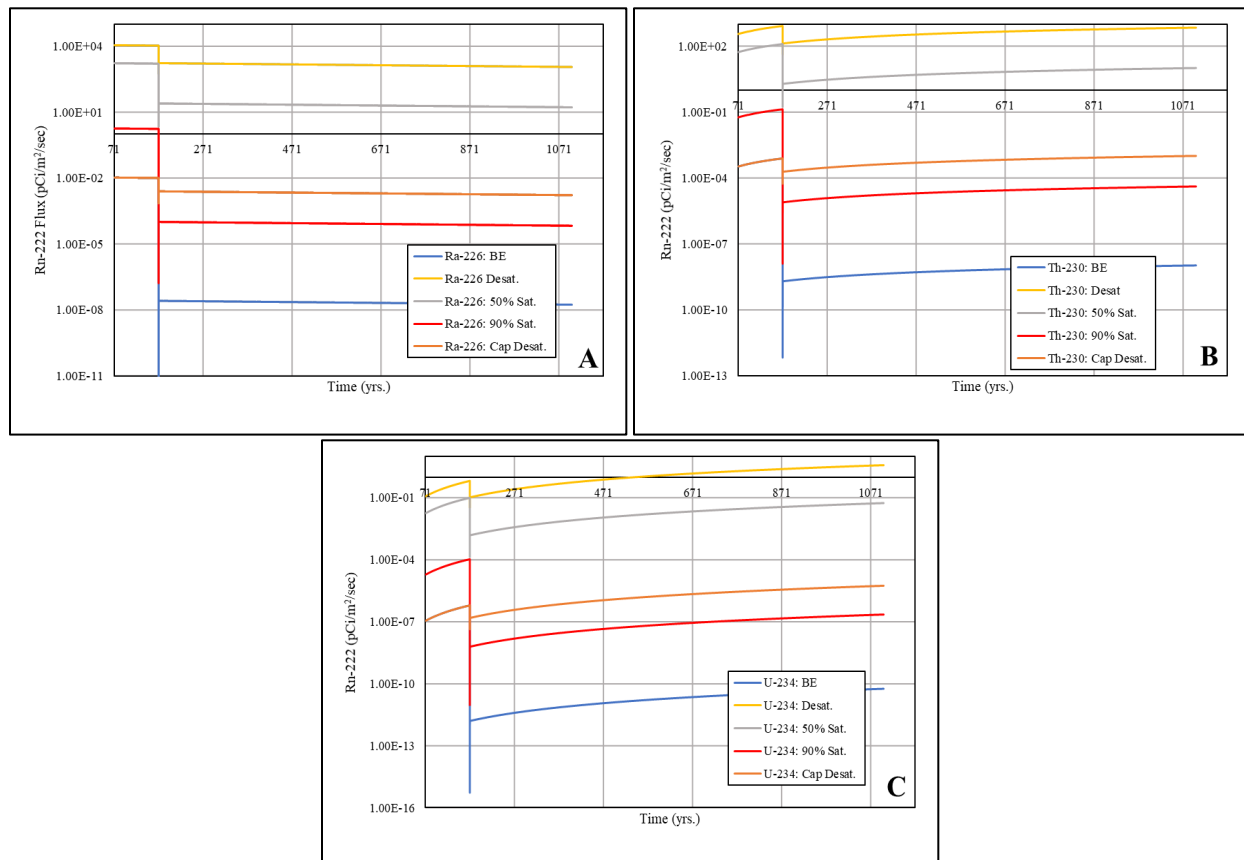 1.00E+04
1.00E+01
1.00E-02
1.00E-05
1.00E-08
1.00E-11
71 271 471 671 871 1071
Rn-222 Flux (pCi/m²/sec)
Time (yrs.)
Ra-226: BE
Ra-226 Desat.
Ra-226: 50% Sat.
Ra-226: 90% Sat.
Ra-226: Cap Desat.
A
1.00E+02
1.00E-01
1.00E-04
1.00E-07
1.00E-10
1.00E-13
71 271 471 671 871 1071
Rn-222 (pCi/m²/sec)
Time (yrs.)
Th-230: BE
Th-230: Desat
Th-230: 50% Sat.
Th-230: 90% Sat.
Th-230: Cap Desat.
B
1.00E-01
1.00E-04
1.00E-07
1.00E-10
1.00E-13
1.00E-16
71 271 471 671 871 1071
Rn-222 (pCi/m²/sec)
Time (yrs.)
U-234: BE
U-234: Desat.
U-234: 50% Sat.
U-234: 90% Sat.
U-234: Cap Desat.
C